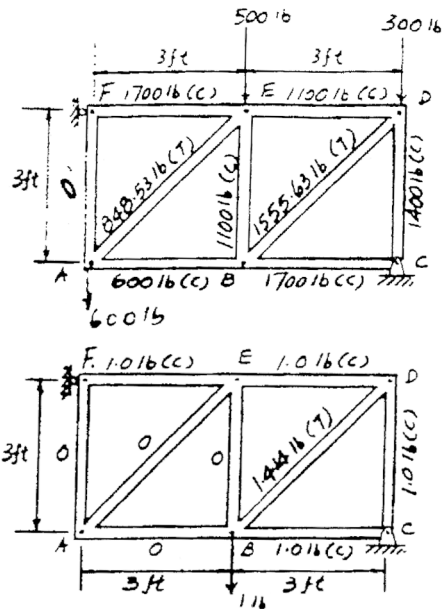 500 lb
300 lb
3ft
3ft
F 1700 lb (C) E 1100 lb (C) D
3ft
0
848.53 lb (T)
1100 lb (C)
1555.63 lb (T)
1400 lb (C)
A 600 lb (C) B 1700 lb (C) C
600 lb
F 1.0 lb (C) E 1.0 lb (C) D
3ft
0
0
0
1.414 lb (T)
1.0 lb (C)
A 0 B 1.0 lb (C) C
3 ft
3 ft
1 lb